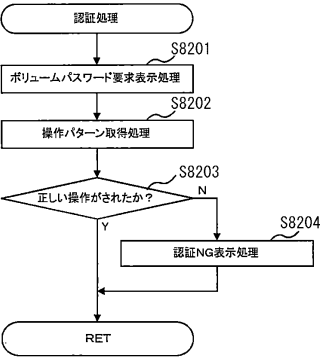 認証処理
S8201
ボリュームパスワード要求表示処理
S8202
操作パターン取得処理
S8203
正しい操作がされたか？
N
Y
S8204
認証NG表示処理
RET